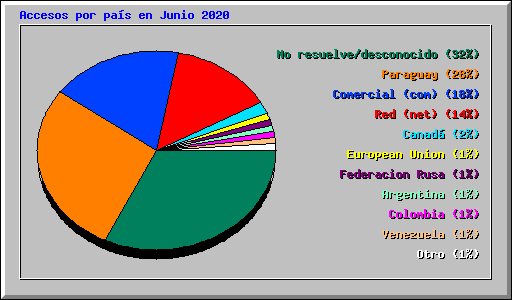 Accesos por país en Junio 2020
No resuelve/desconocido (32%)
Paraguay (28%)
Comercial (com) (18%)
Red (net) (14%)
Canadá (2%)
European Union (1%)
Federacion Rusa (1%)
Argentina (1%)
Colombia (1%)
Venezuela (1%)
Otro (1%)